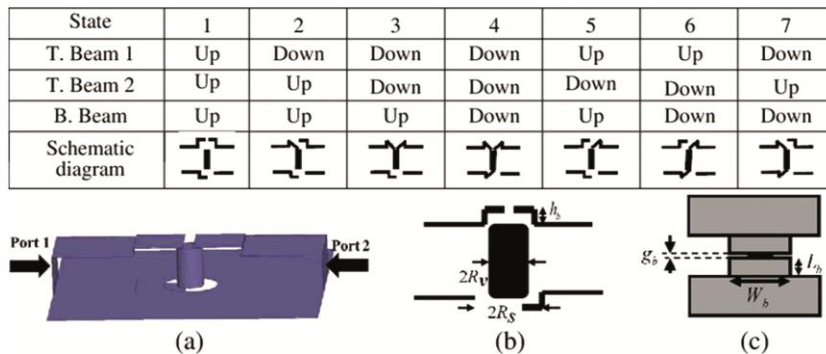 State 1 2 3 4 5 6 7
T. Beam 1 Up Down Down Down Up Up Down
T. Beam 2 Up Up Down Down Down Down Up
B. Beam Up Up Up Down Up Down Down
Schematic
diagram
Port 1
Port 2
(a)
h_b
2R_v
2R_s
(b)
g_b
L_b
W_b
(c)